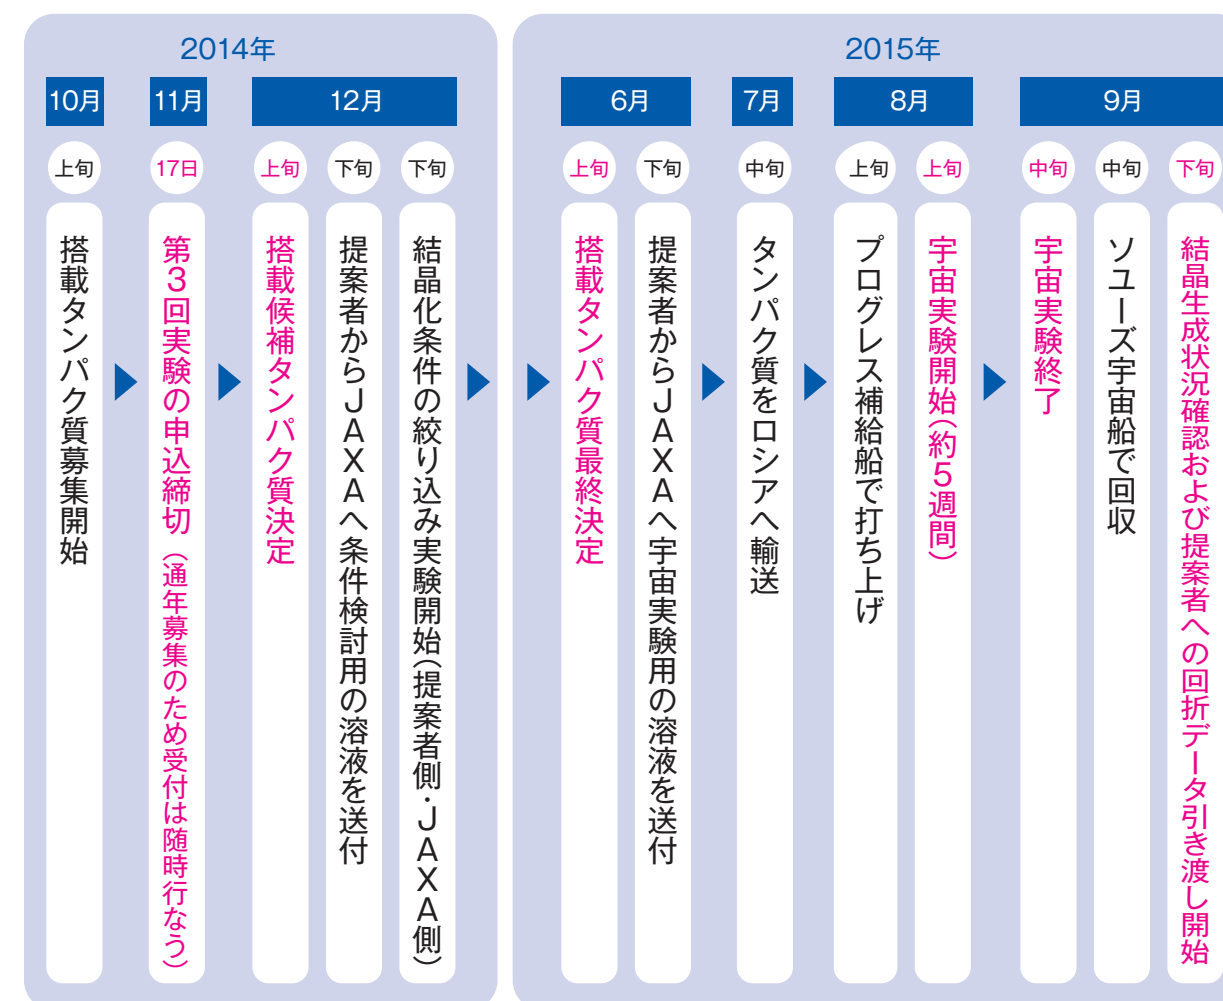 2014年
10月
上旬
搭載タンパク質募集開始
11月
17日
第3回実験の申込締切（通年募集のため受付は随時行なう）
12月
上旬
搭載候補タンパク質決定
下旬
提案者からJAXAへ条件検討用の溶液を送付
下旬
結晶化条件の絞り込み実験開始（提案者側・JAXA側）
2015年
6月
上旬
搭載タンパク質最終決定
下旬
提案者からJAXAへ宇宙実験用の溶液を送付
7月
中旬
タンパク質をロシアへ輸送
8月
上旬
プログレス補給船で打ち上げ
上旬
宇宙実験開始（約5週間）
9月
中旬
宇宙実験終了
中旬
ソユーズ宇宙船で回収
下旬
結晶生成状況確認および提案者への回折データ引き渡し開始